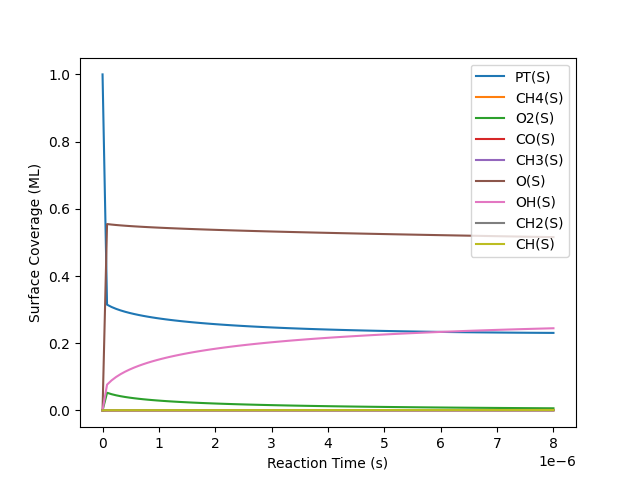 1.0
0.8
0.6
0.4
0.2
0.0
Surface Coverage (ML)
PT(S)
CH4(S)
O2(S)
CO(S)
CH3(S)
O(S)
OH(S)
CH2(S)
CH(S)
0 1 2 3 4 5 6 7 8
1e−6
Reaction Time (s)